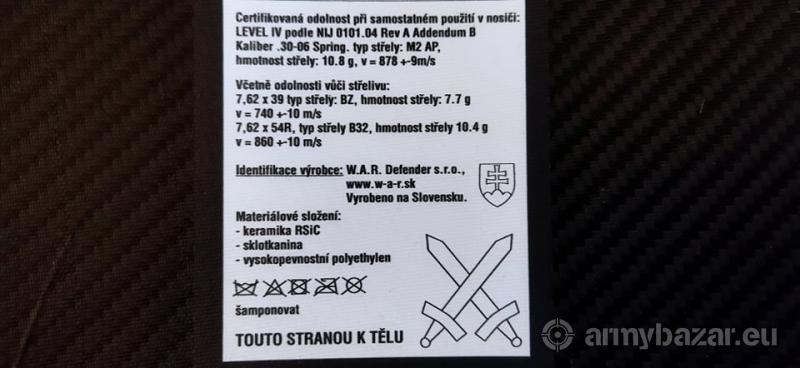 Certifikovaná odolnost při samostatném použití v nosiči:
LEVEL IV podle NIJ 0101.04 Rev A Addendum B
Kaliber .30-06 Spring. typ střely: M2 AP,
hmotnost střely: 10.8 g, v = 878 +-9m/s
Včetně odolnosti vůči střelivu:
7,62 x 39 typ střely: BZ, hmotnost střely: 7.7 g
v = 740 +-10 m/s
7,62 x 54R, typ střely B32, hmotnost střely 10.4 g
v = 860 +-10 m/s
Identifikace výrobce: W.A.R. Defender s.r.o.,
www.w-a-r.sk
Vyrobeno na Slovensku.
Materiálové složení:
- keramika RSiC
- sklotkanina
- vysokopevnostní polyethylen
šamponovat
TOUTO STRANOU K TĚLU
armybazar.eu